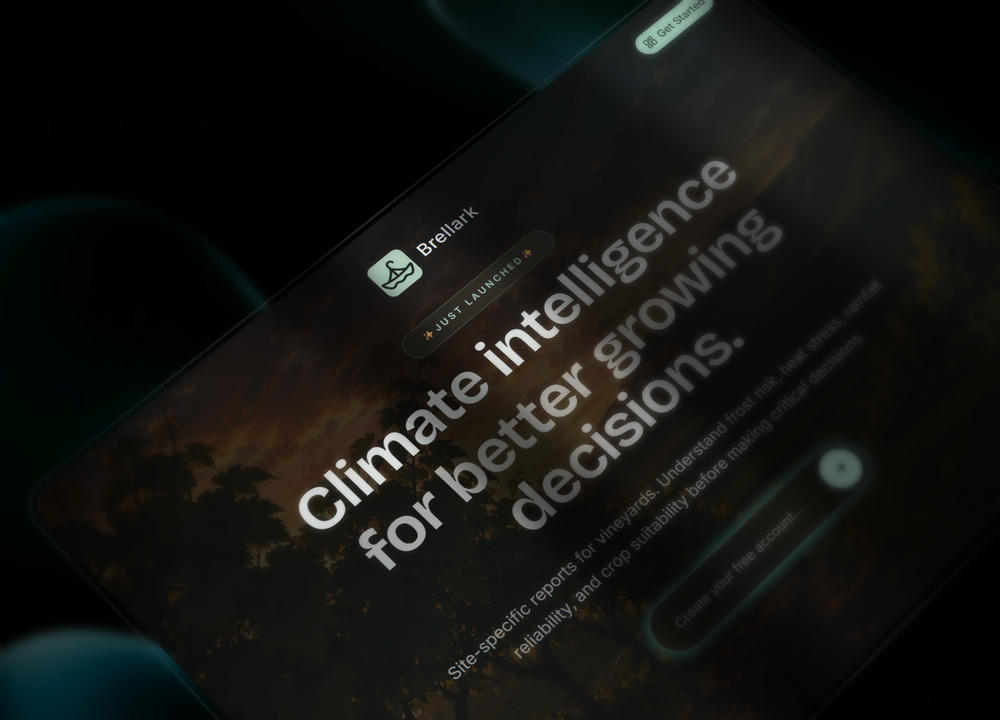 Get Started
Brellark
JUST LAUNCHED
Climate intelligence
for better growing
decisions.
Site-specific reports for vineyards. Understand frost risk, heat stress, rainfall
reliability, and crop suitability before making critical decisions.
Create your free account...